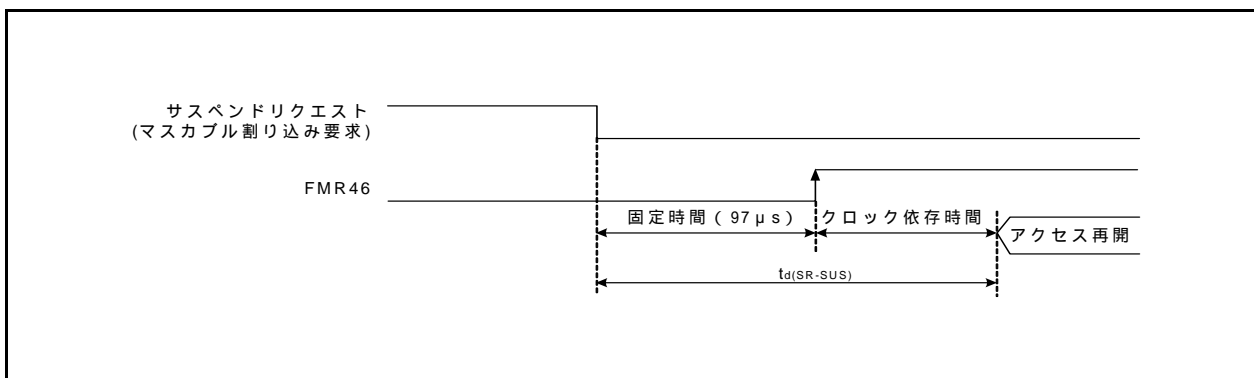 サスペンドリクエスト
(マスカブル割り込み要求)
FMR46
固定時間(97μs)
クロック依存時間
アクセス再開
td(SR-SUS)